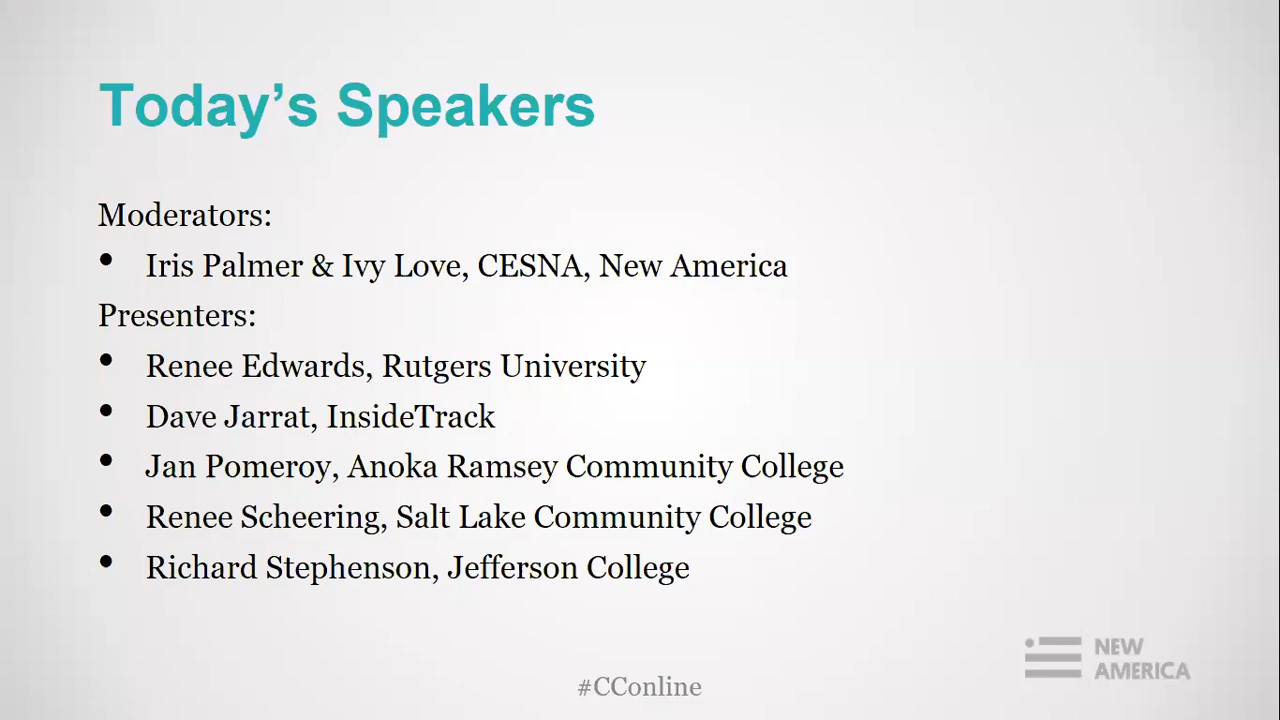 Today’s Speakers
Moderators:
• Iris Palmer & Ivy Love, CESNA, New America
Presenters:
• Renee Edwards, Rutgers University
• Dave Jarrat, InsideTrack
• Jan Pomeroy, Anoka Ramsey Community College
• Renee Scheering, Salt Lake Community College
• Richard Stephenson, Jefferson College
NEW
AMERICA
#CConline